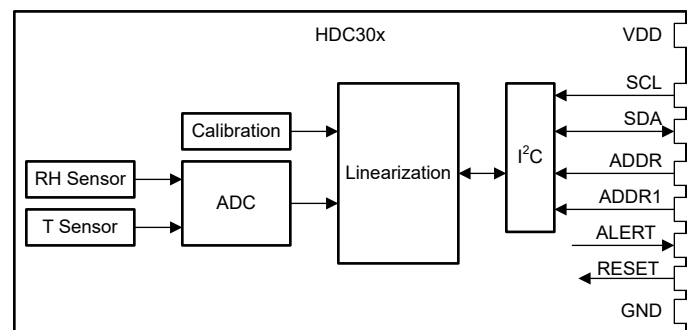 HDC30x
VDD
SCL
SDA
ADDR
ADDR1
ALERT
RESET
GND
Calibration
RH Sensor
T Sensor
ADC
Linearization
I²C